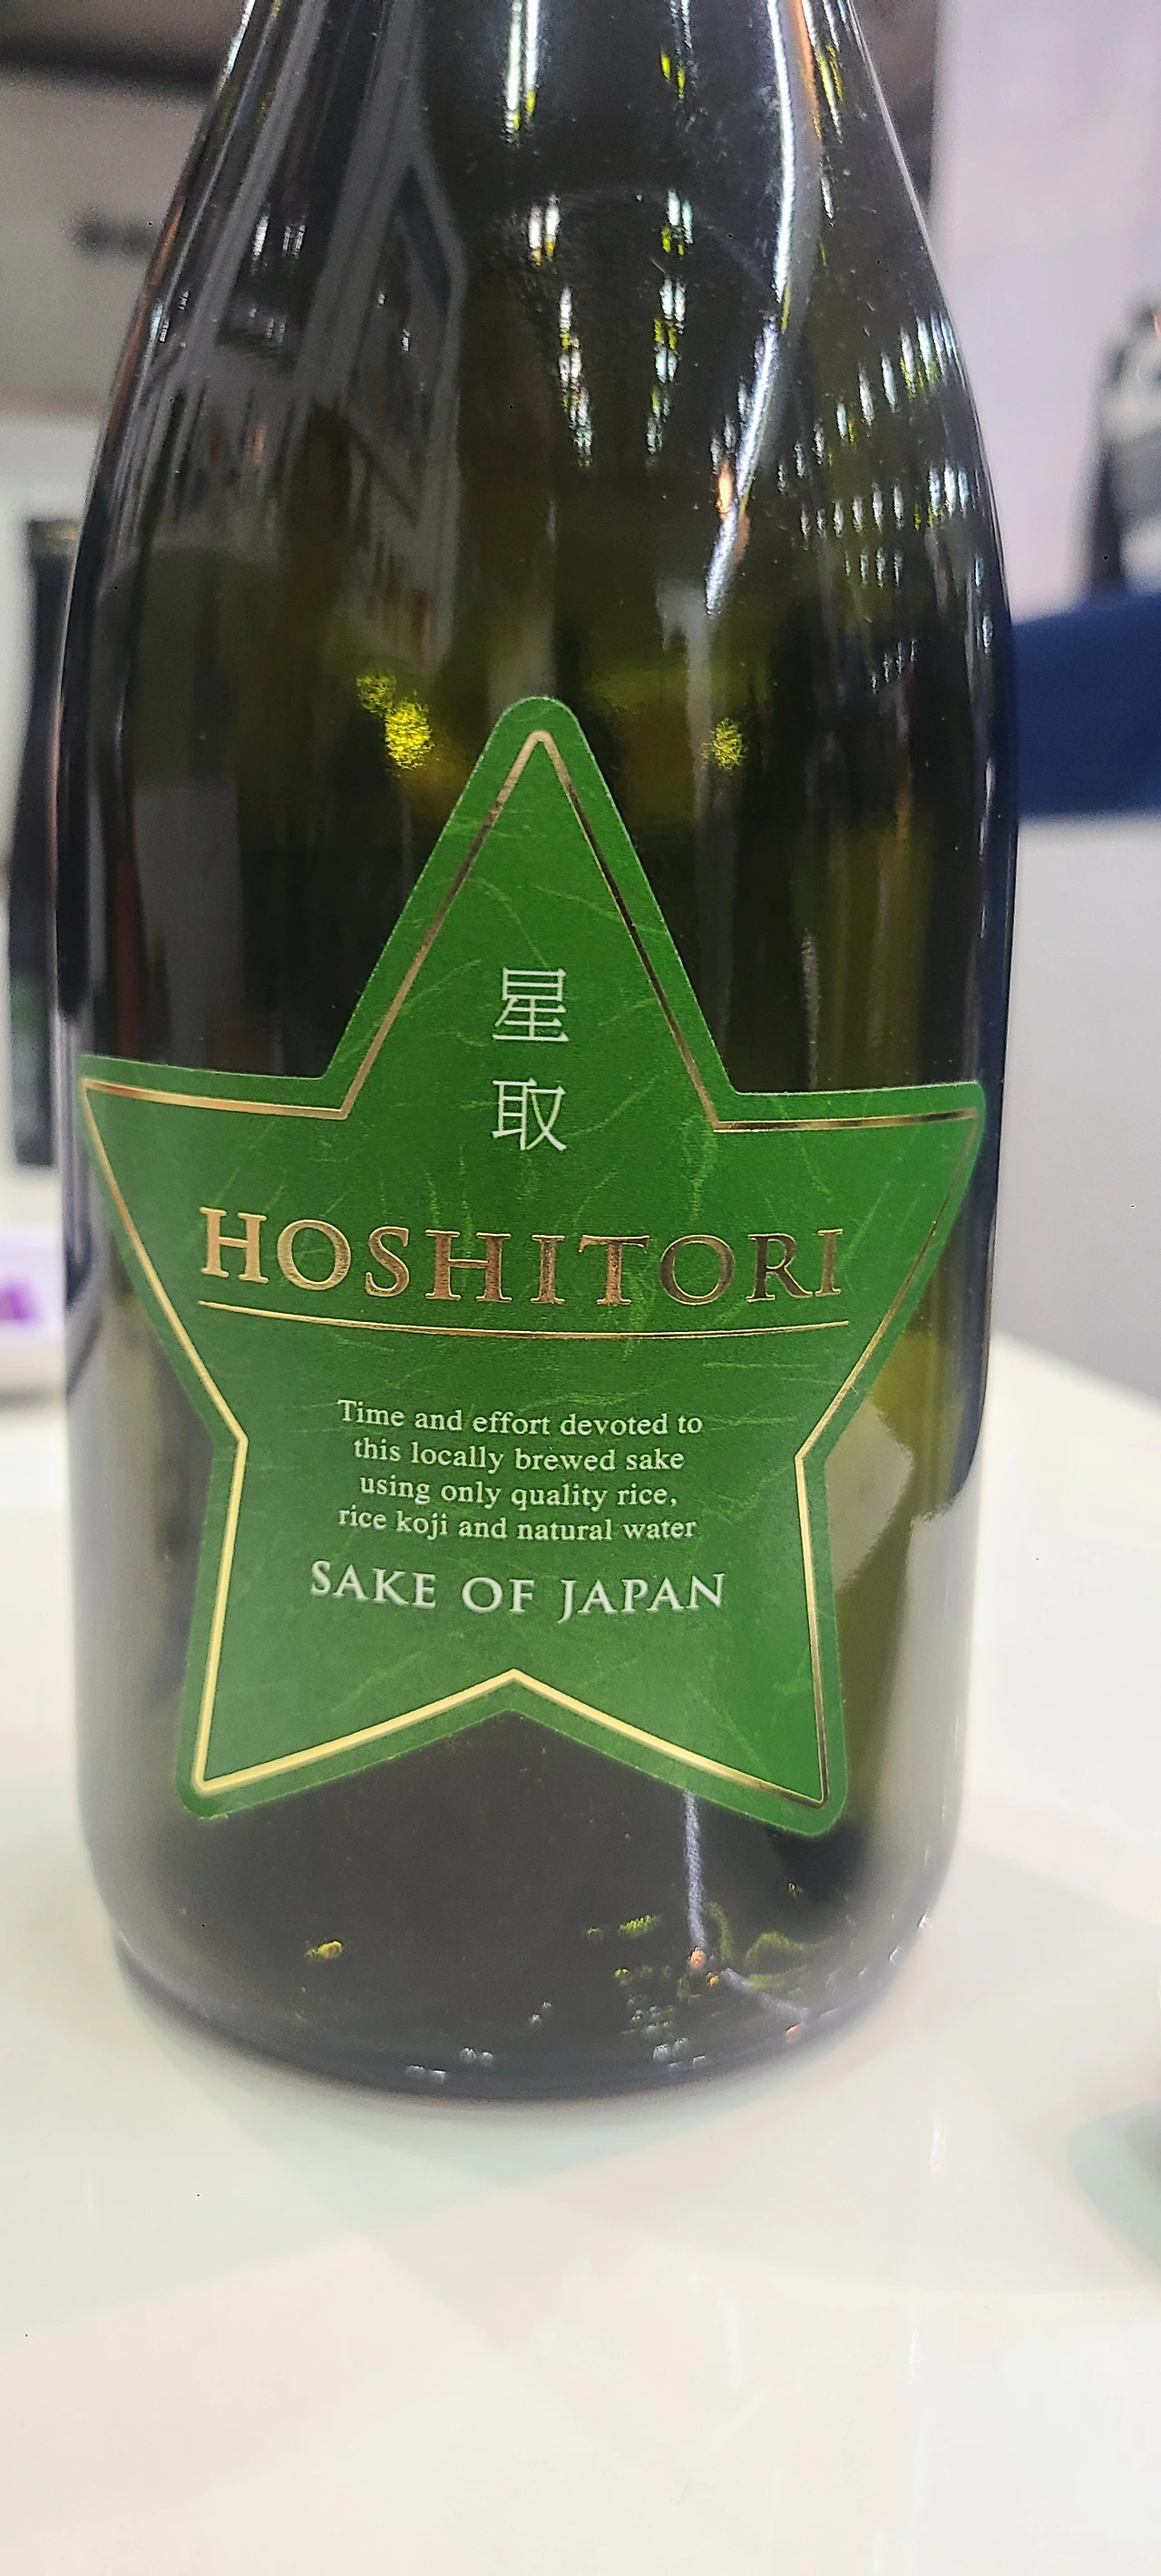 星
取
HOSHITORI
Time and effort devoted to
this locally brewed sake
using only quality rice,
rice koji and natural water
SAKE OF JAPAN